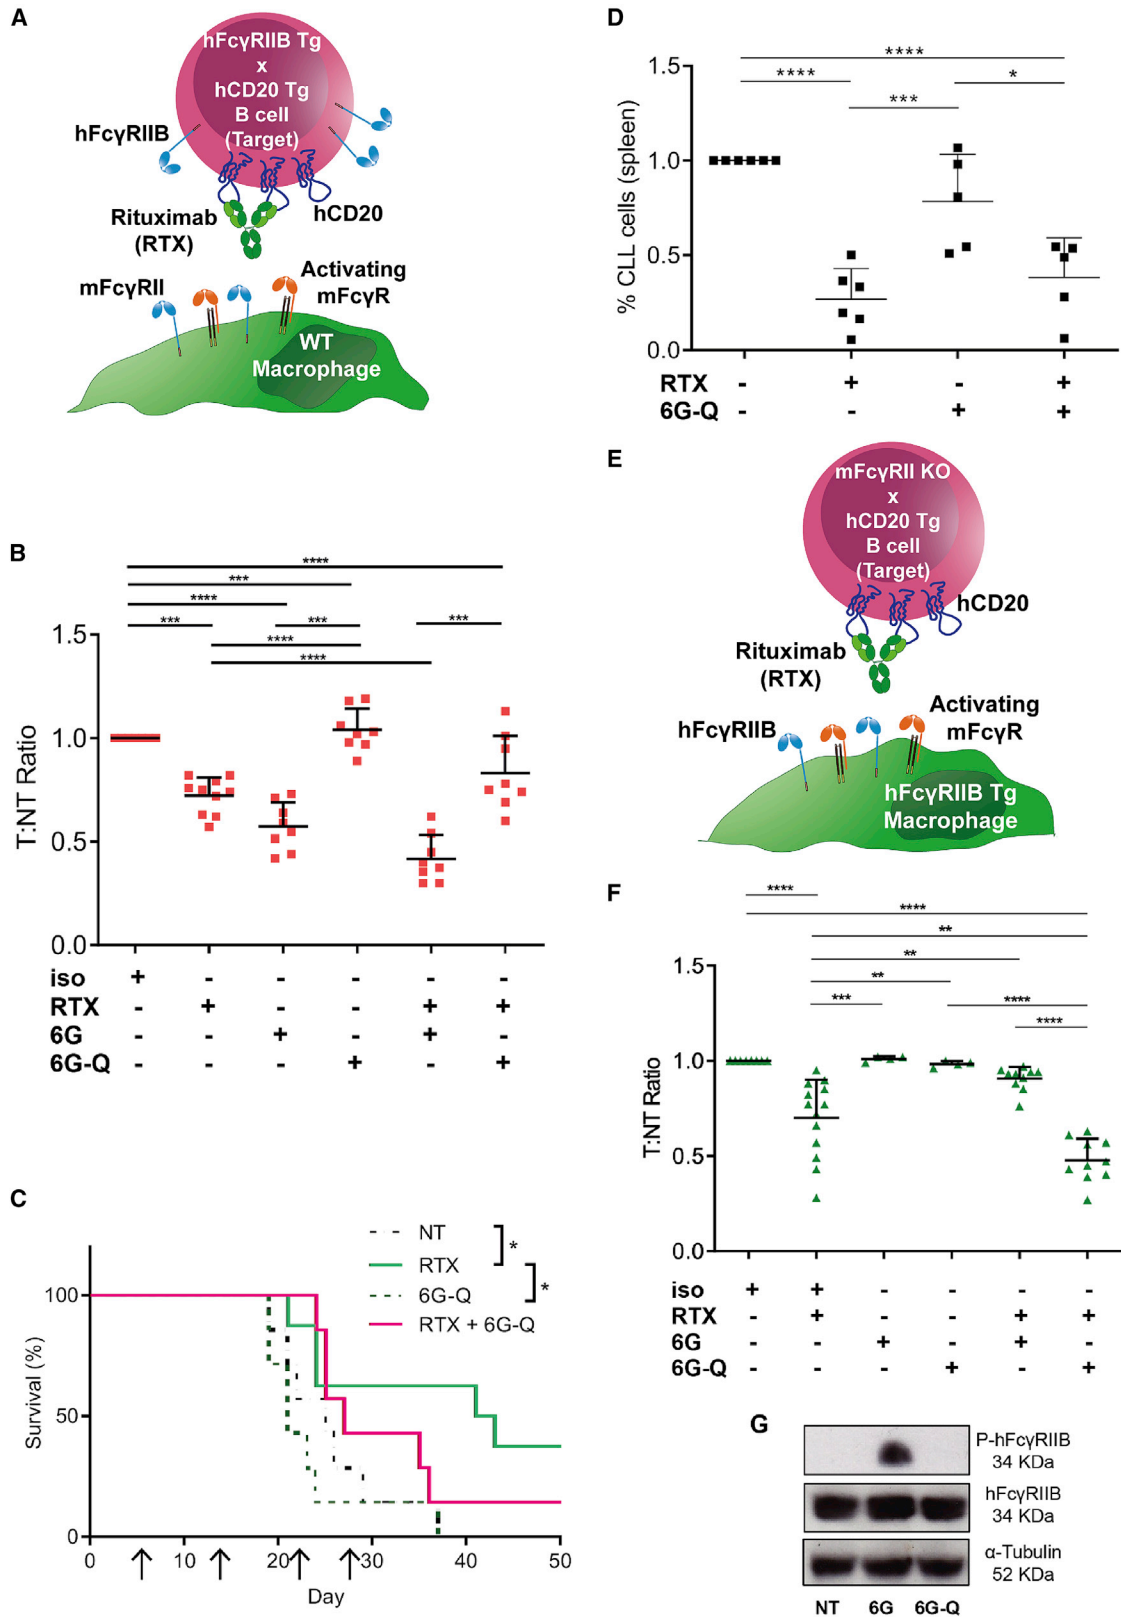 A
hFcγRIIB Tg
x
hCD20 Tg
B cell
(Target)
hFcγRIIB
Rituximab
(RTX)
hCD20
mFcγRII
Activating
mFcγR
WT
Macrophage
B
****
***
****
*** *** ***
****
****
T:NT Ratio
1.5
1.0
0.5
0.0
iso + - - - - -
RTX - + - - + +
6G - - + - + -
6G-Q - - - + - +
C
NT
RTX
6G-Q
RTX + 6G-Q
*
*
Survival (%)
100
50
0
0 10 20 30 40 50
Day
D
****
**** *
***
% CLL cells (spleen)
1.5
1.0
0.5
0.0
RTX - + - +
6G-Q - - + +
E
mFcγRII KO
x
hCD20 Tg
B cell
(Target)
hCD20
Rituximab
(RTX)
hFcγRIIB
Activating
mFcγR
hFcγRIIB Tg
Macrophage
F
****
****
**
**
**
*** ****
****
T:NT Ratio
1.5
1.0
0.5
0.0
iso + + - - - -
RTX - + - - + +
6G - - + - + -
6G-Q - - - + - +
G
P-hFcγRIIB
34 KDa
hFcγRIIB
34 KDa
α-Tubulin
52 KDa
NT 6G 6G-Q